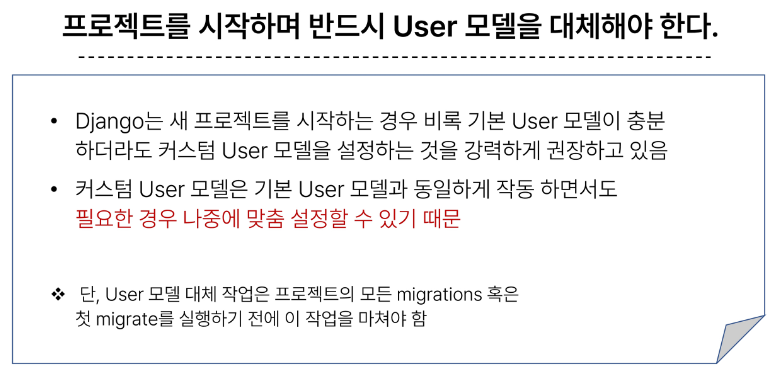 프로젝트를 시작하며 반드시 User 모델을 대체해야 한다.
• Django는 새 프로젝트를 시작하는 경우 비록 기본 User 모델이 충분
하더라도 커스텀 User 모델을 설정하는 것을 강력하게 권장하고 있음
• 커스텀 User 모델은 기본 User 모델과 동일하게 작동 하면서도
필요한 경우 나중에 맞춤 설정할 수 있기 때문
❖ 단, User 모델 대체 작업은 프로젝트의 모든 migrations 혹은
첫 migrate를 실행하기 전에 이 작업을 마쳐야 함